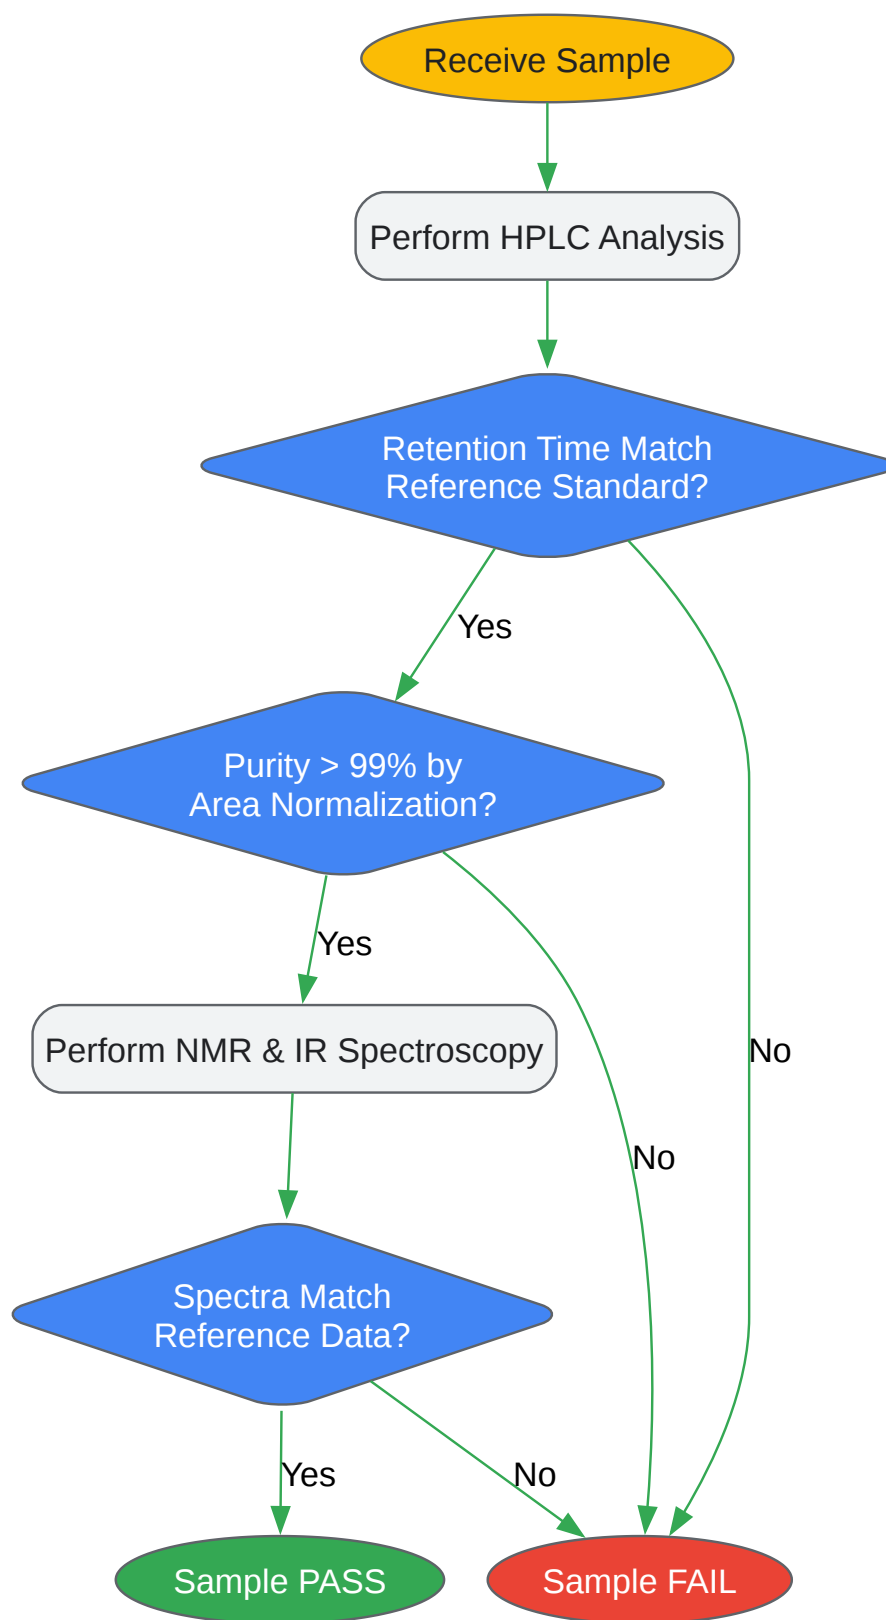 Receive Sample
Perform HPLC Analysis
Retention Time Match
Reference Standard?
Yes
Purity > 99% by
Area Normalization?
Yes
Perform NMR & IR Spectroscopy
No
No
Spectra Match
Reference Data?
Yes
No
Sample PASS
Sample FAIL